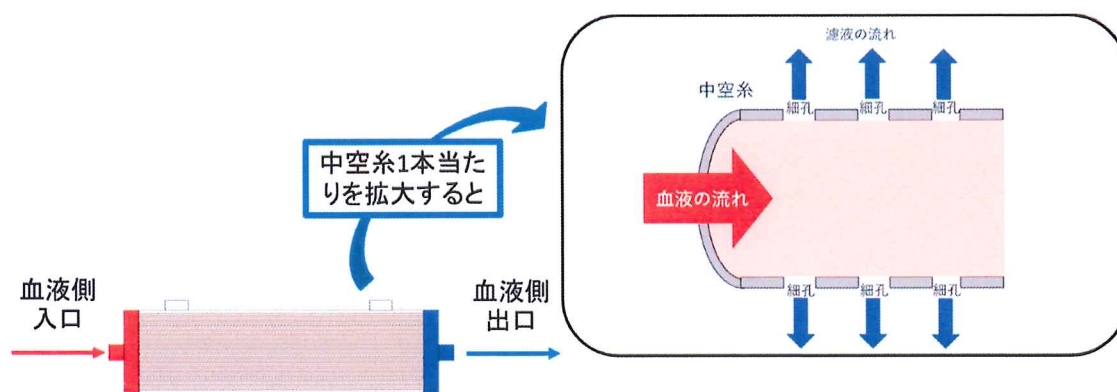 濾液の流れ
中空糸
細孔 細孔 細孔
中空糸1本当た
りを拡大すると
血液の流れ
細孔 細孔 細孔
血液側
入口
血液側
出口